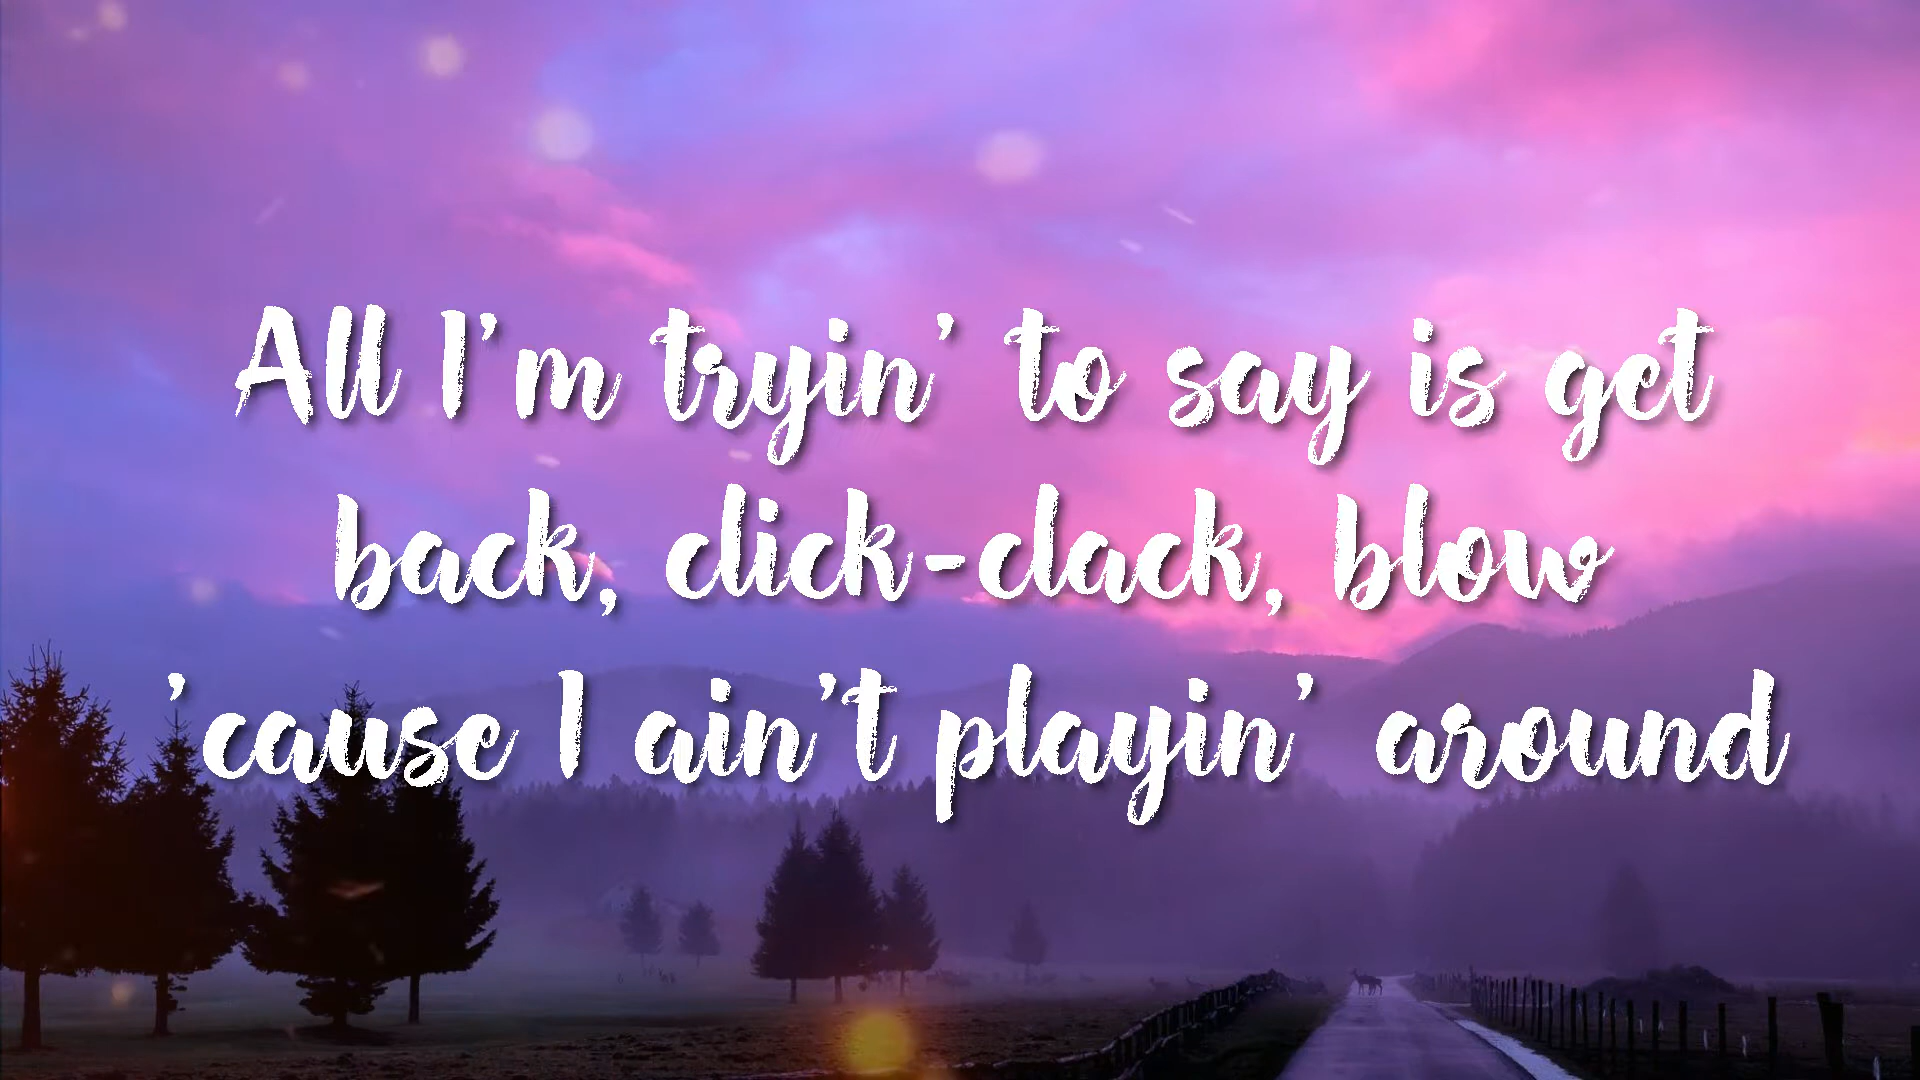 All I'm tryin' to say is get
back, click-clack, blow
'cause I ain't playin' around